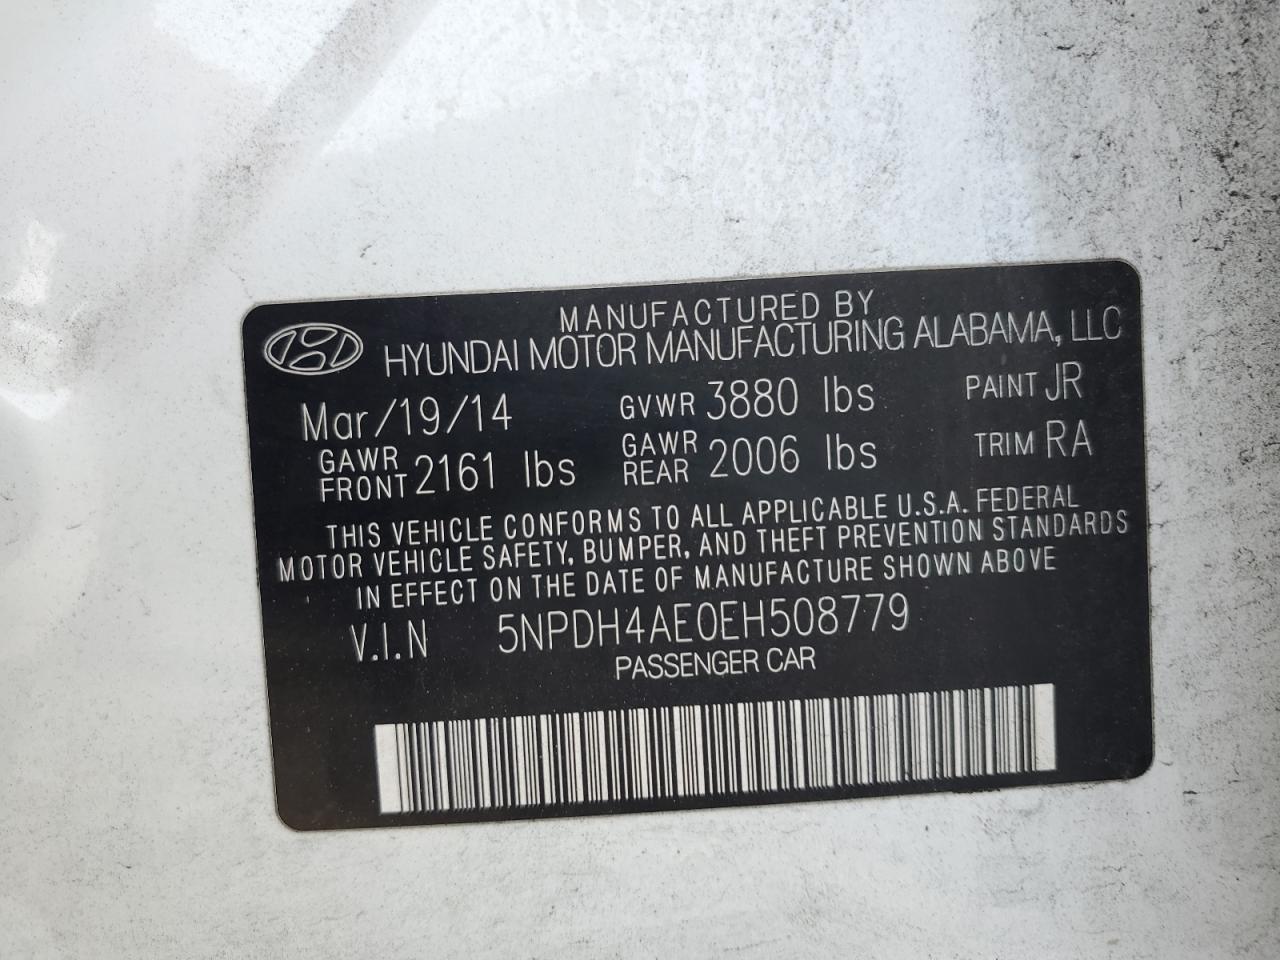 MANUFACTURED BY
HYUNDAI MOTOR MANUFACTURING ALABAMA, LLC
Mar/19/14 GVWR 3880 lbs PAINT JR
GAWR FRONT 2161 lbs GAWR REAR 2006 lbs TRIM RA
THIS VEHICLE CONFORMS TO ALL APPLICABLE U.S.A. FEDERAL
MOTOR VEHICLE SAFETY, BUMPER, AND THEFT PREVENTION STANDARDS
IN EFFECT ON THE DATE OF MANUFACTURE SHOWN ABOVE
V.I.N 5NPDH4AE0EH508779
PASSENGER CAR